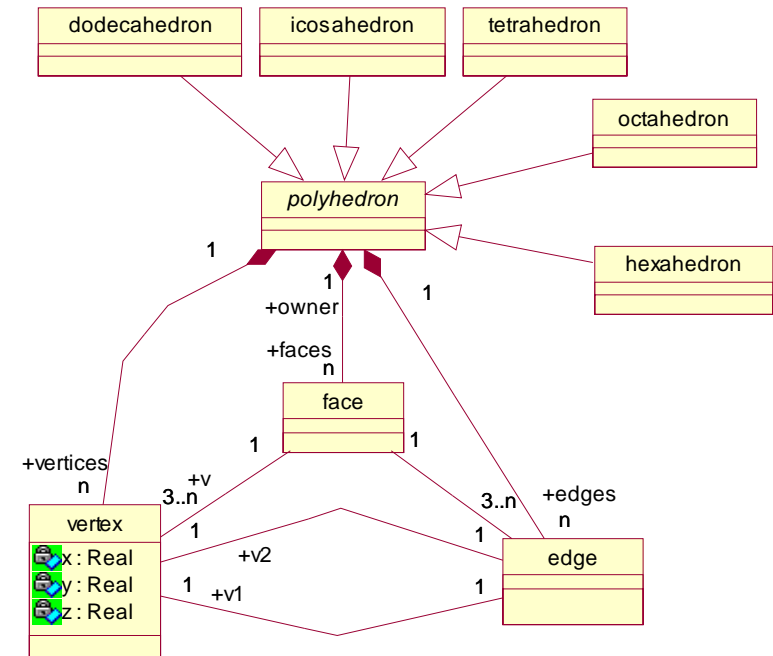 dodecahedron
icosahedron
tetrahedron
octahedron
polyhedron
hexahedron
1
1
1
+owner
+faces
n
face
1
1
+vertices
n
+v
3..n
3..n
+edges
n
vertex
x : Real
y : Real
z : Real
1
+v2
1
edge
1
+v1
1